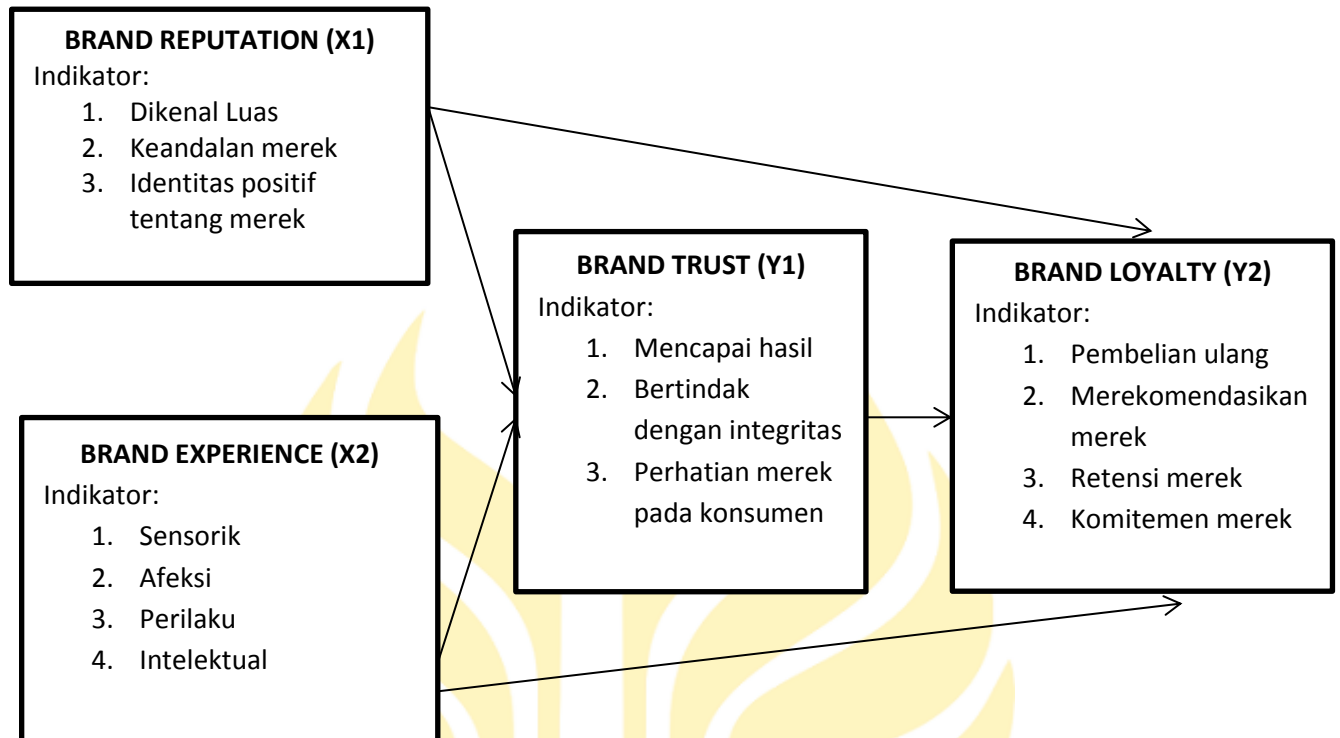 BRAND REPUTATION (X1)
Indikator:
1. Dikenal Luas
2. Keandalan merek
3. Identitas positif
tentang merek
BRAND EXPERIENCE (X2)
Indikator:
1. Sensorik
2. Afeksi
3. Perilaku
4. Intelektual
BRAND TRUST (Y1)
Indikator:
1. Mencapai hasil
2. Bertindak
dengan integritas
3. Perhatian merek
pada konsumen
BRAND LOYALTY (Y2)
Indikator:
1. Pembelian ulang
2. Merekomendasikan
merek
3. Retensi merek
4. Komitemen merek